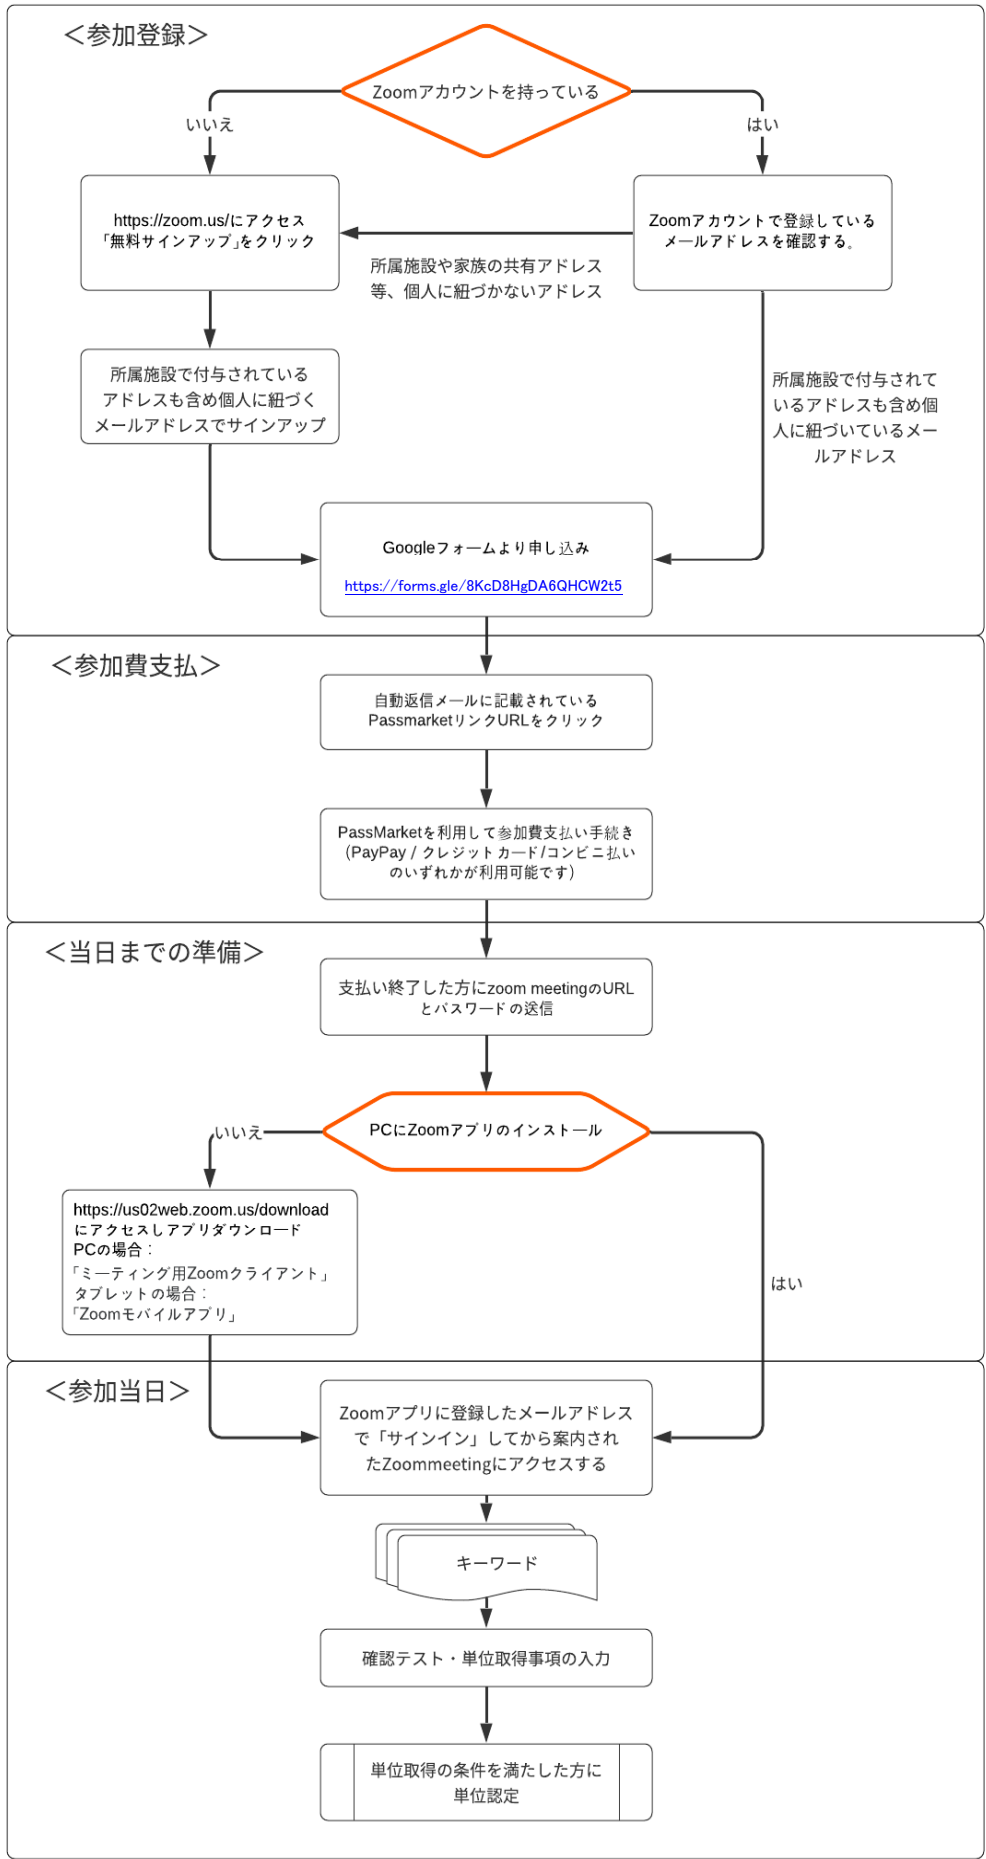 ＜参加登録＞
Zoomアカウントを持っている
いいえ
はい
https://zoom.us/にアクセス
「無料サインアップ」をクリック
Zoomアカウントで登録している
メールアドレスを確認する。
所属施設や家族の共有アドレス
等、個人に紐づかないアドレス
所属施設で付与されている
アドレスも含め個人に紐づく
メールアドレスでサインアップ
所属施設で付与されて
いるアドレスも含め個
人に紐づいているメー
ルアドレス
Googleフォームより申し込み
https://forms.gle/8KcD8HgDA6QHCW2t5
＜参加費支払＞
自動返信メールに記載されている
PassmarketリンクURLをクリック
PassMarketを利用して参加費支払い手続き
（PayPay / クレジットカード/コンビニ払い
のいずれかが利用可能です）
＜当日までの準備＞
支払い終了した方にzoom meetingのURL
とパスワードの送信
PCにZoomアプリのインストール
いいえ
https://us02web.zoom.us/download
にアクセスしアプリダウンロード
PCの場合：
「ミーティング用Zoomクライアント」
タブレットの場合：
「Zoomモバイルアプリ」
はい
＜参加当日＞
Zoomアプリに登録したメールアドレス
で「サインイン」してから案内され
たZoommeetingにアクセスする
キーワード
確認テスト・単位取得事項の入力
単位取得の条件を満たした方に
単位認定